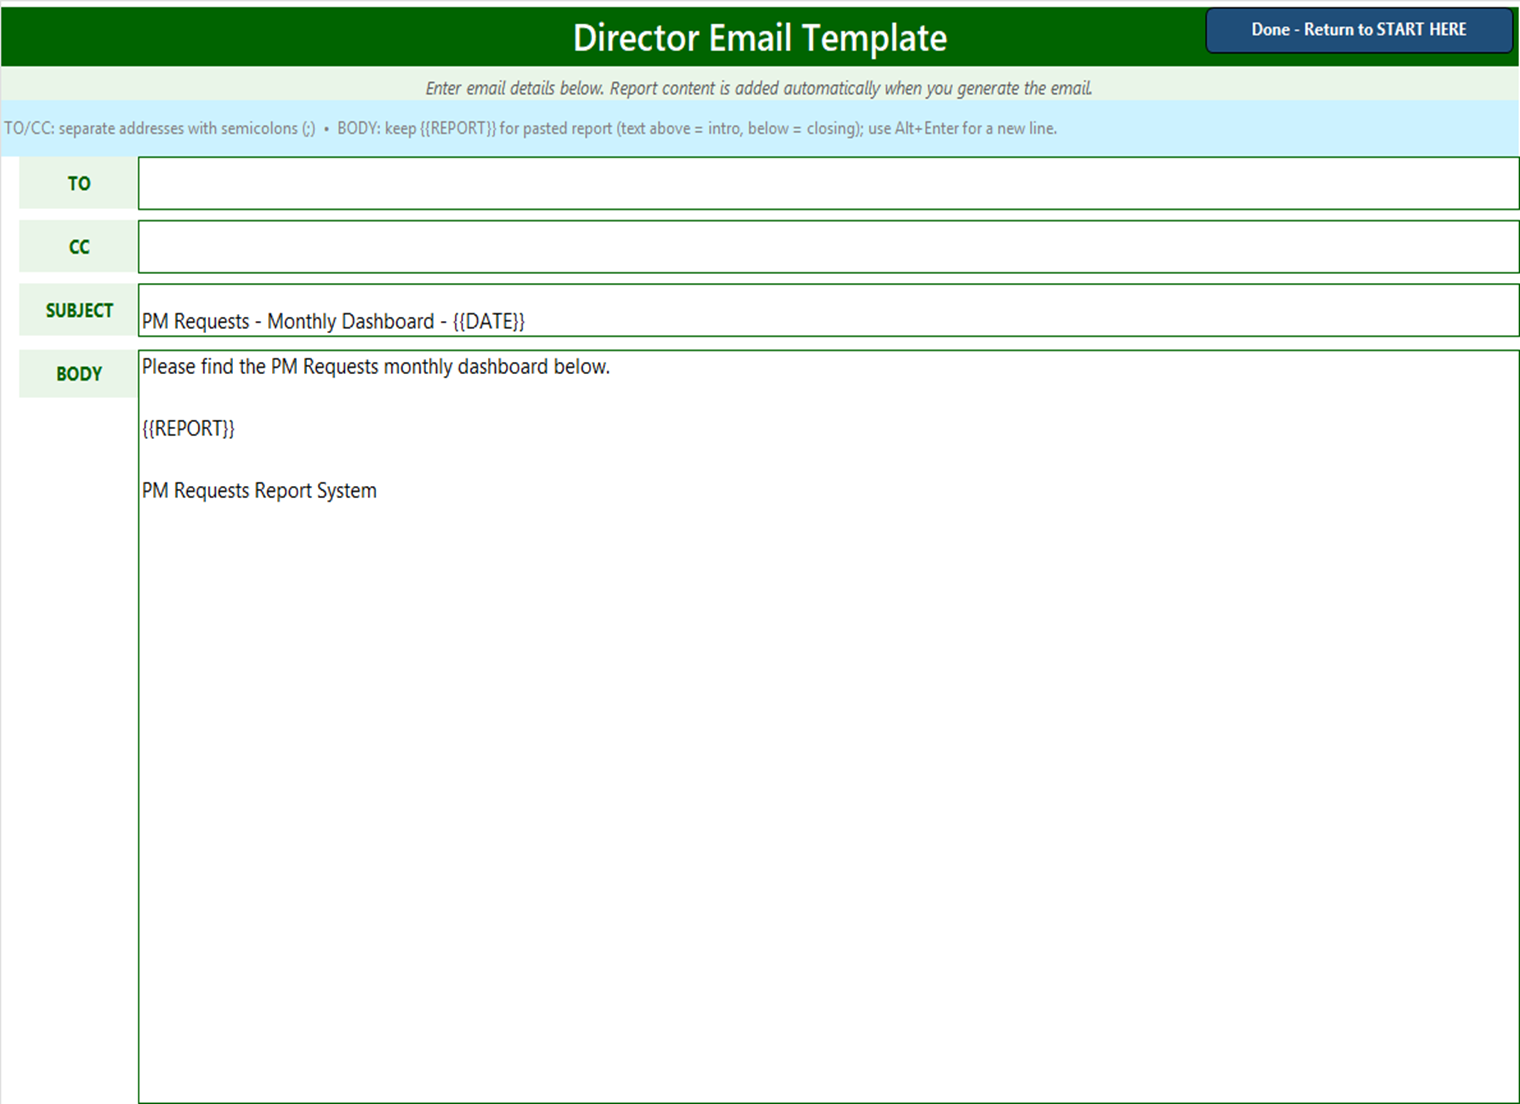 Director Email Template
Done - Return to START HERE
Enter email details below. Report content is added automatically when you generate the email.
TO/CC: separate addresses with semicolons (;)  •  BODY: keep {{REPORT}} for pasted report (text above = intro, below = closing); use Alt+Enter for a new line.
TO
CC
SUBJECT
PM Requests - Monthly Dashboard - {{DATE}}
BODY
Please find the PM Requests monthly dashboard below.
{{REPORT}}
PM Requests Report System